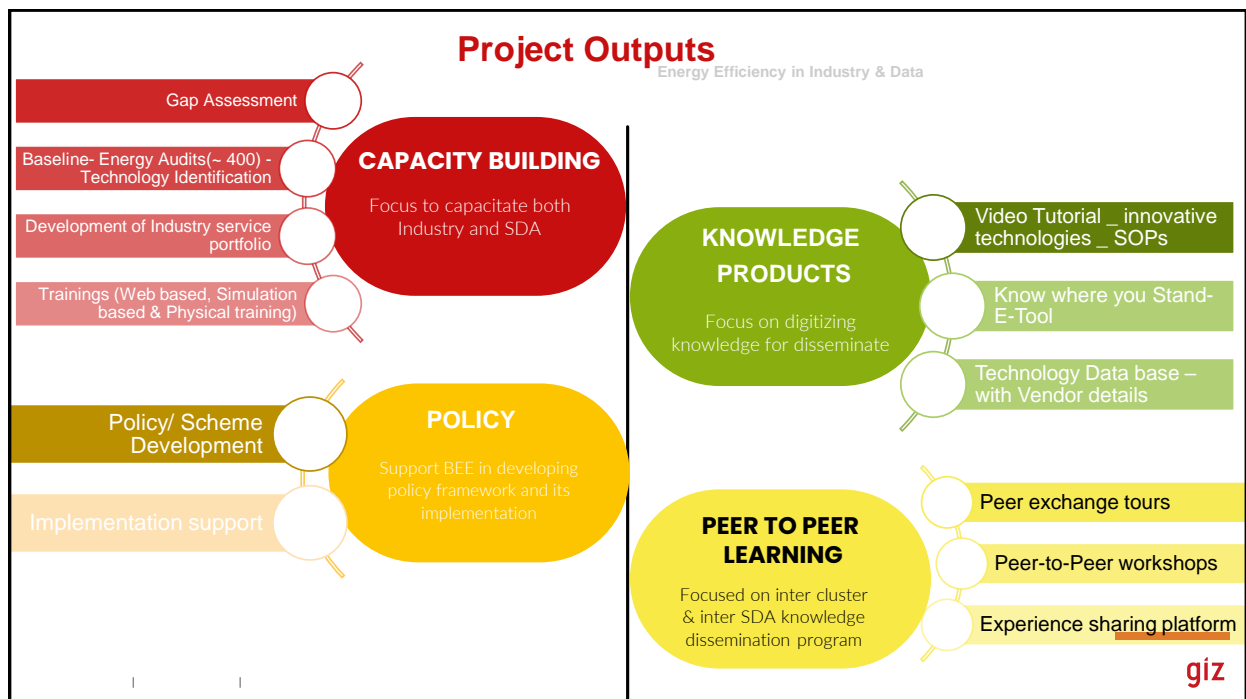 Project Outputs
Energy Efficiency in Industry & Data
Gap Assessment
Baseline- Energy Audits(~ 400) -
Technology Identification
Development of Industry service
portfolio
Trainings (Web based, Simulation
based & Physical training)
CAPACITY BUILDING
Focus to capacitate both
Industry and SDA
Policy/ Scheme
Development
Implementation support
POLICY
Support BEE in developing
policy framework and its
implementation
KNOWLEDGE
PRODUCTS
Focus on digitizing
knowledge for disseminate
Video Tutorial _ innovative
technologies _ SOPs
Know where you Stand-
E-Tool
Technology Data base –
with Vendor details
PEER TO PEER
LEARNING
Focused on inter cluster
& inter SDA knowledge
dissemination program
Peer exchange tours
Peer-to-Peer workshops
Experience sharing platform
giz